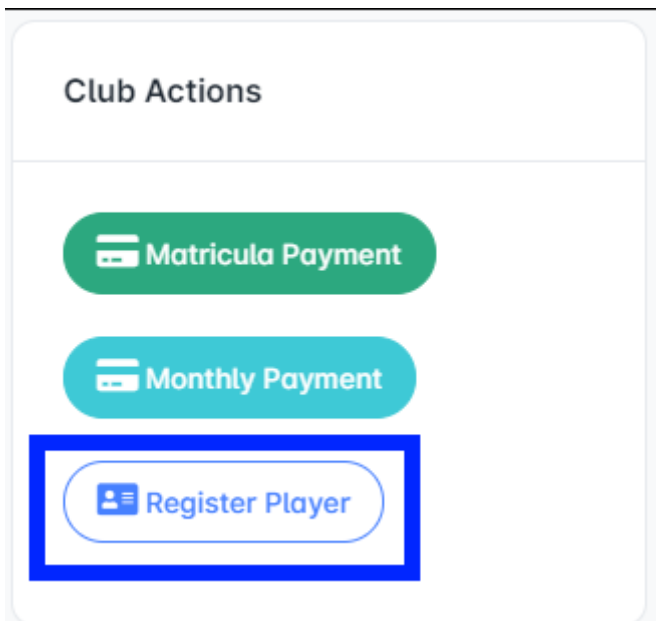 Club Actions
Matricula Payment
Monthly Payment
Register Player